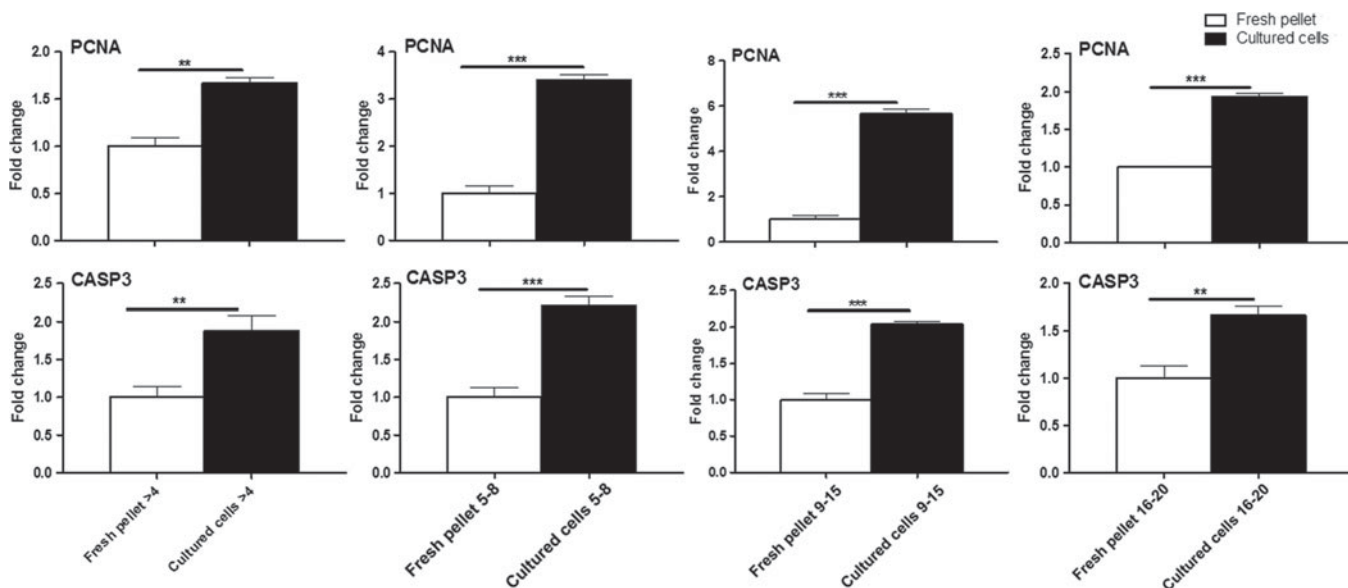 Fresh pellet
Cultured cells
PCNA
**
Fold change
2.0
1.5
1.0
0.5
0.0
PCNA
***
Fold change
4
3
2
1
0
PCNA
***
Fold change
8
6
4
2
0
PCNA
***
Fold change
2.5
2.0
1.5
1.0
0.5
0.0
CASP3
**
Fold change
2.5
2.0
1.5
1.0
0.5
0.0
Fresh pellet >4
Cultured cells >4
CASP3
***
Fold change
2.5
2.0
1.5
1.0
0.5
0.0
Fresh pellet 5-8
Cultured cells 5-8
CASP3
***
Fold change
2.5
2.0
1.5
1.0
0.5
0.0
Fresh pellet 9-15
Cultured cells 9-15
CASP3
**
Fold change
2.0
1.5
1.0
0.5
0.0
Fresh pellet 16-20
Cultured cells 16-20